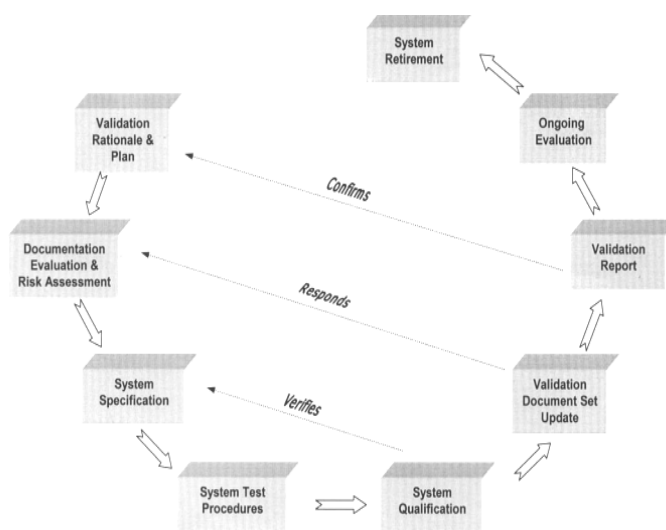 System
Retirement
Validation
Rationale &
Plan
Ongoing
Evaluation
Confirms
Documentation
Evaluation &
Risk Assessment
Validation
Report
Responds
System
Specification
Validation
Document Set
Update
Verifies
System Test
Procedures
System
Qualification